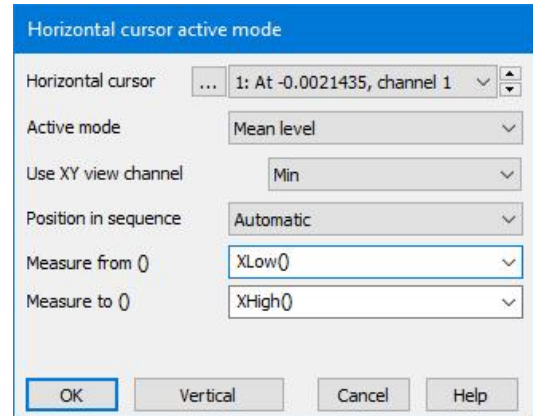 Horizontal cursor active mode
Horizontal cursor ... 1: At -0.0021435, channel 1
Active mode Mean level
Use XY view channel Min
Position in sequence Automatic
Measure from () XLow()
Measure to () XHigh()
OK Vertical Cancel Help